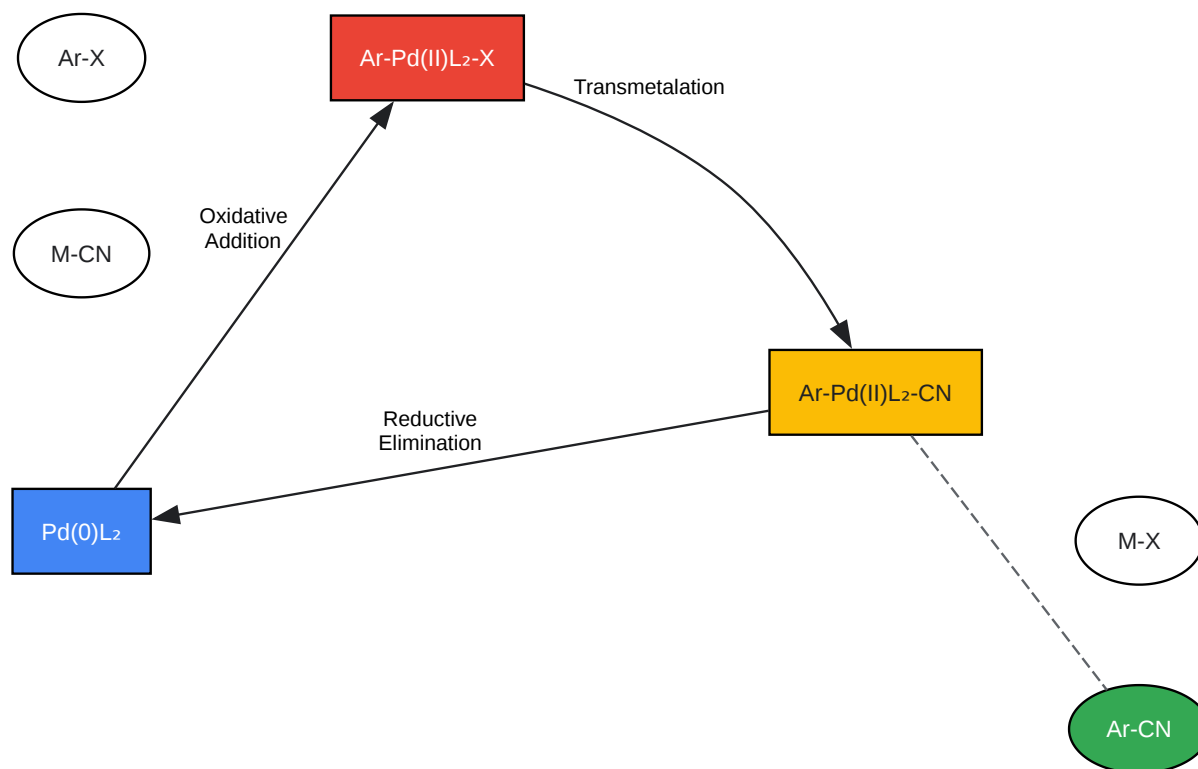 Ar-X
Ar-Pd(II)L₂-X
Transmetalation
Oxidative
Addition
M-CN
Ar-Pd(II)L₂-CN
Reductive
Elimination
Pd(0)L₂
M-X
Ar-CN